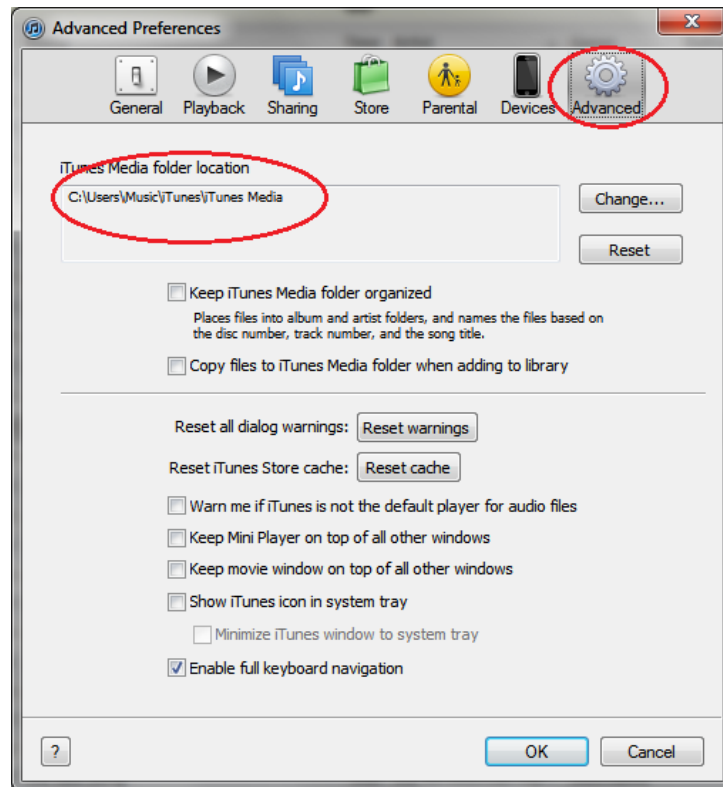 Advanced Preferences
General Playback Sharing Store Parental Devices Advanced
iTunes Media folder location
C:\Users\Music\iTunes\iTunes Media
Change...
Reset
Keep iTunes Media folder organized
Places files into album and artist folders, and names the files based on
the disc number, track number, and the song title.
Copy files to iTunes Media folder when adding to library
Reset all dialog warnings: Reset warnings
Reset iTunes Store cache: Reset cache
Warn me if iTunes is not the default player for audio files
Keep Mini Player on top of all other windows
Keep movie window on top of all other windows
Show iTunes icon in system tray
Minimize iTunes window to system tray
Enable full keyboard navigation
? OK Cancel